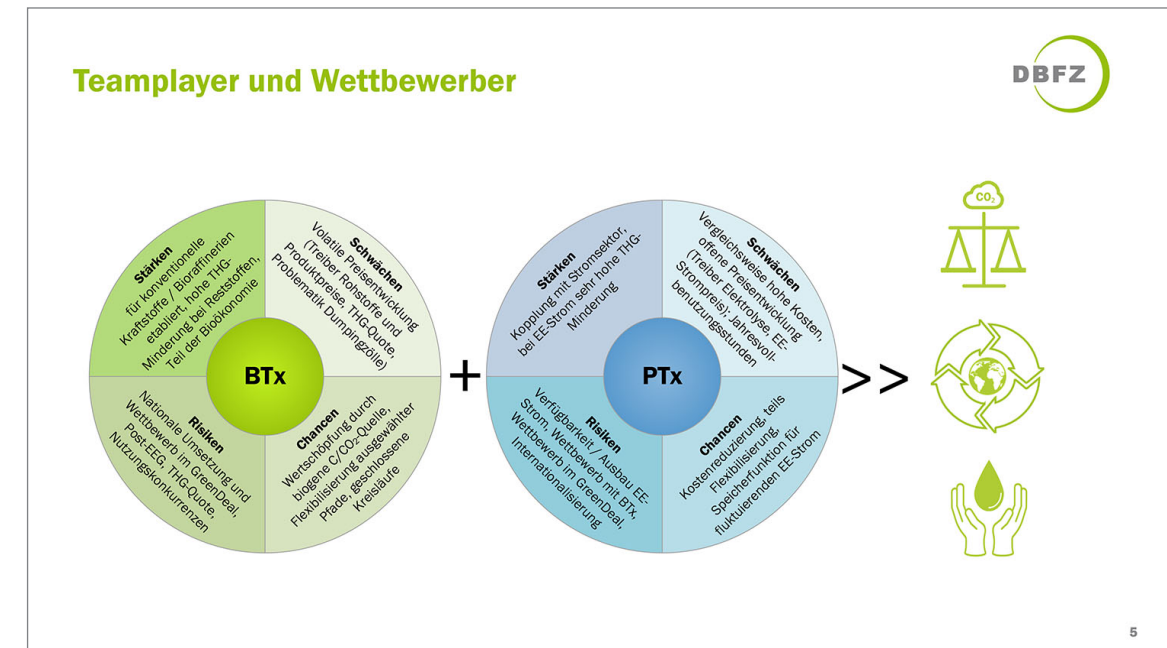 Teamplayer und Wettbewerber
DBFZ
Stärken
für konventionelle
Kraftstoffe / Bioraffinerien
etabliert, hohe THG-
Minderung bei Reststoffen,
Teil der Bioökonomie
Schwächen
Volatile Preisentwicklung
(Treiber Rohstoffe und
Produktpreise, THG-Quote,
Problematik Dumpingzölle)
BTx
Risiken
Nationale Umsetzung und
Wettbewerb im GreenDeal,
Post-EEG, THG-Quote,
Nutzungskonkurrenzen
Chancen
Wertschöpfung durch
biogene C/CO₂-Quelle,
Flexibilisierung ausgewählter
Pfade, geschlossene
Kreisläufe
+
Stärken
Kopplung mit Stromsektor,
bei EE-Strom sehr hohe THG-
Minderung
Schwächen
Vergleichsweise hohe Kosten,
offene Preisentwicklung
(Treiber Elektrolyse, EE-
Strompreis); Jahresvoll-
benutzungsstunden
PTx
Risiken
Verfügbarkeit / Ausbau EE-
Strom, Wettbewerb mit BTx,
Wettbewerb im GreenDeal,
Internationalisierung
Chancen
Kostenreduzierung, teils
Flexibilisierung,
Speicherfunktion für
fluktuierenden EE-Strom
>>
CO₂
5